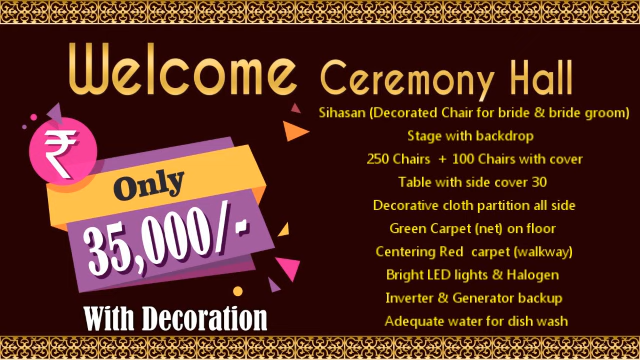 Welcome Ceremony Hall
₹
Only
35,000/-
With Decoration
Sihasan (Decorated Chair for bride & bride groom)
Stage with backdrop
250 Chairs + 100 Chairs with cover
Table with side cover 30
Decorative cloth partition all side
Green Carpet (net) on floor
Centering Red carpet (walkway)
Bright LED lights & Halogen
Inverter & Generator backup
Adequate water for dish wash